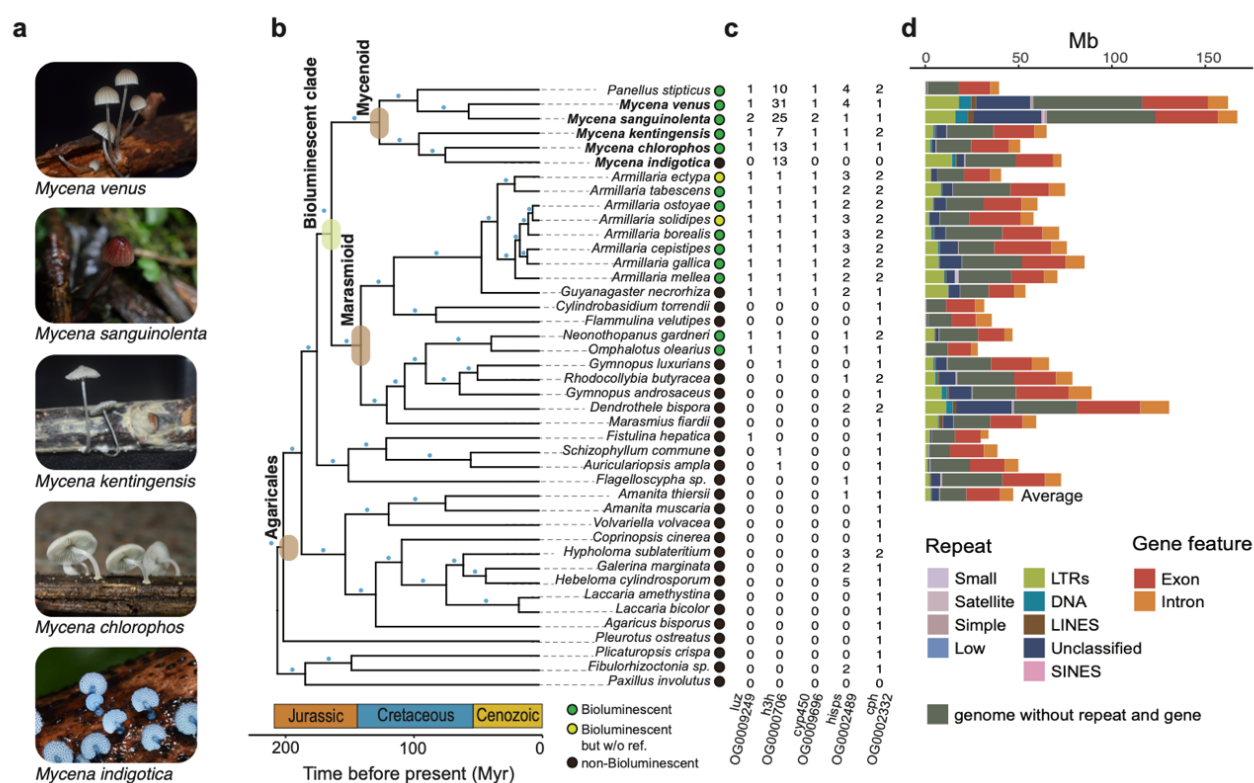 a
b
c
d
Mycena venus
Mycena sanguinolenta
Mycena kentingensis
Mycena chlorophos
Mycena indigotica
Bioluminescent clade
Mycenoid
Marasmioid
Agaricales
Panellus stipticus 1 10 1 4 2
Mycena venus 1 31 1 4 1
Mycena sanguinolenta 2 25 2 1 1
Mycena kentingensis 1 7 1 1 2
Mycena chlorophos 1 13 1 1 1
Mycena indigotica 0 13 0 0 0
Armillaria ectypa 1 1 1 3 2
Armillaria tabescens 1 1 1 2 2
Armillaria ostoyae 1 1 1 2 2
Armillaria solidipes 1 1 1 3 2
Armillaria borealis 1 1 1 3 2
Armillaria cepistipes 1 1 1 3 2
Armillaria gallica 1 1 1 2 2
Armillaria mellea 1 1 1 2 2
Guyanagaster necrorhiza 1 1 1 2 1
Cylindrobasidium torrendii 0 0 0 0 1
Flammulina velutipes 0 0 0 0 1
Neonothopanus gardneri 1 1 0 1 2
Omphalotus olearius 1 1 0 1 1
Gymnopus luxurians 0 1 0 0 1
Rhodocollybia butyracea 0 0 0 1 2
Gymnopus androsaceus 0 0 0 0 1
Dendrothele bispora 0 0 0 2 2
Marasmius fiardii 0 0 0 0 1
Fistulina hepatica 1 0 0 0 1
Schizophyllum commune 0 1 0 0 1
Auriculariopsis ampla 0 1 0 0 1
Flagelloscypha sp. 0 0 0 1 1
Amanita thiersii 0 0 0 1 1
Amanita muscaria 0 0 0 0 1
Volvariella volvacea 0 0 0 0 1
Coprinopsis cinerea 0 0 0 0 1
Hypholoma sublateritium 0 0 0 3 2
Galerina marginata 0 0 0 2 1
Hebeloma cylindrosporum 0 0 0 5 1
Laccaria amethystina 0 0 0 0 1
Laccaria bicolor 0 0 0 0 1
Agaricus bisporus 0 0 0 0 1
Pleurotus ostreatus 0 0 0 0 1
Plicaturopsis crispa 0 0 0 0 1
Fibulorhizoctonia sp. 0 0 0 2 1
Paxillus involutus 0 0 0 0 0
Jurassic
Cretaceous
Cenozoic
200 100 0
Time before present (Myr)
Bioluminescent
Bioluminescent
but w/o ref.
non-Bioluminescent
luz
OG0009249
h3h
OG0000706
cyp450
OG0009696
hisps
OG0002489
cph
OG0002332
Mb
0 50 100 150
Average
Repeat
Small
Satellite
Simple
Low
LTRs
DNA
LINES
Unclassified
SINES
Gene feature
Exon
Intron
genome without repeat and gene